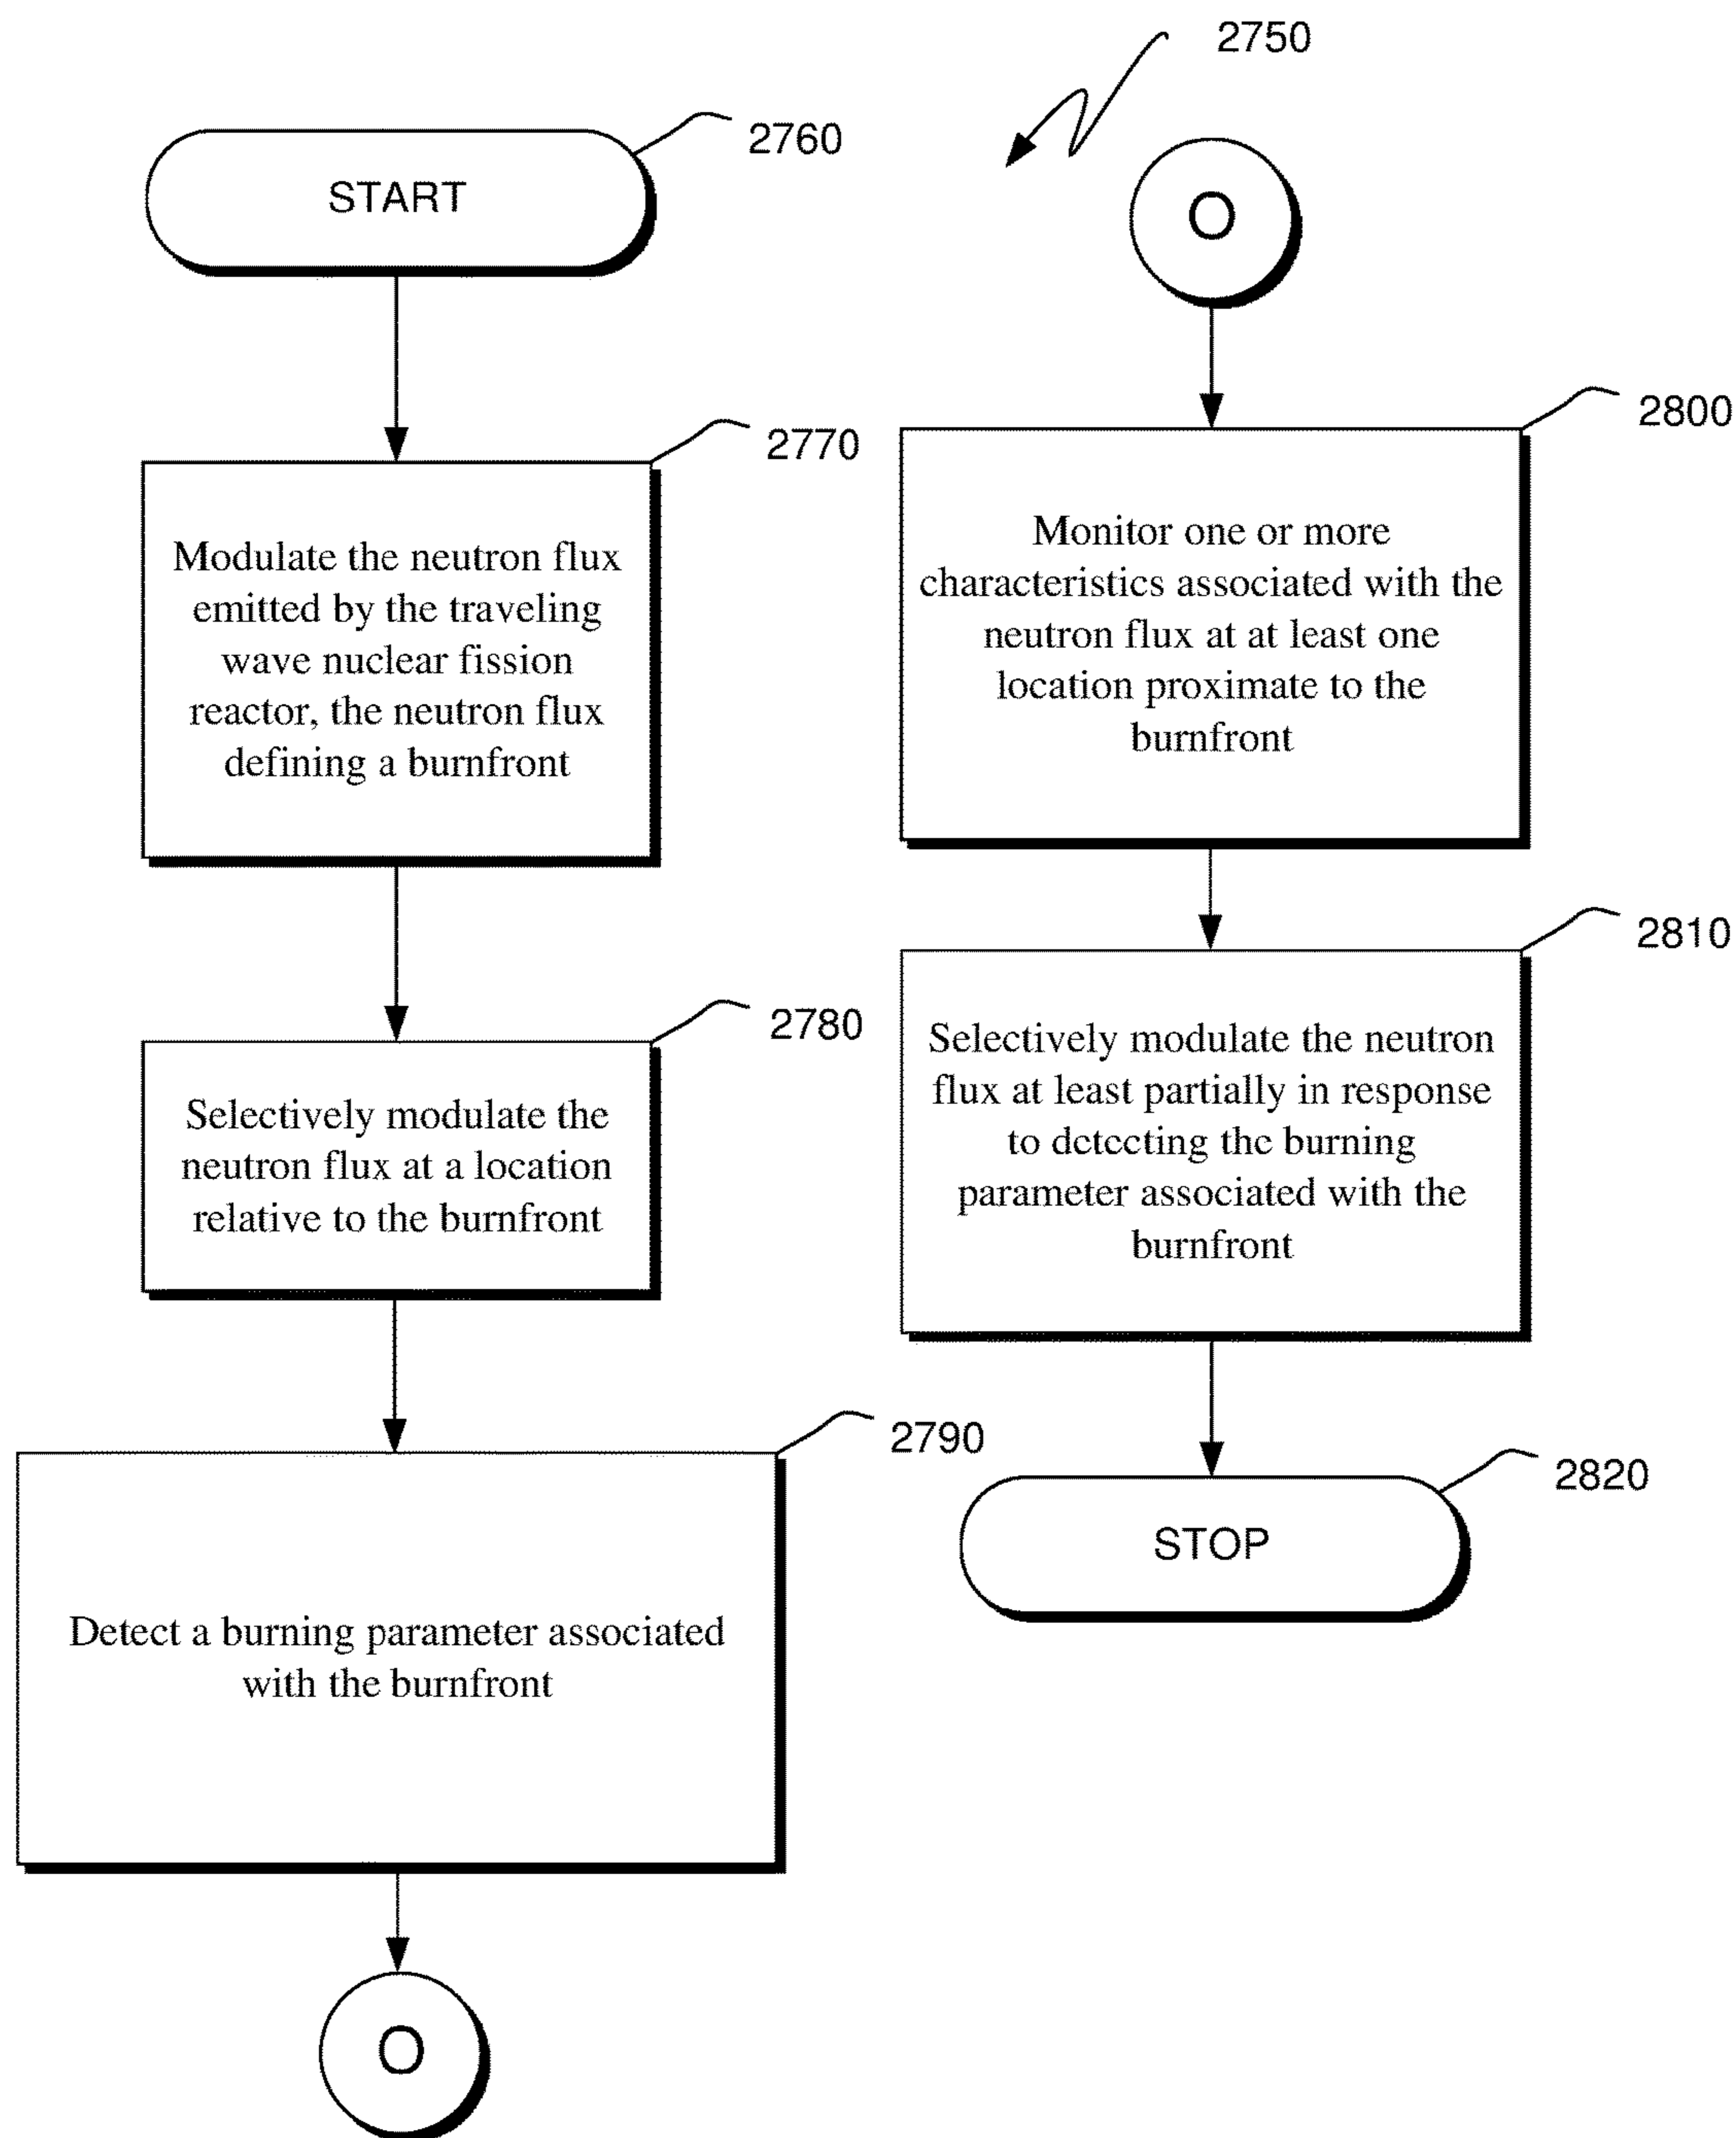 START
2760
Modulate the neutron flux
emitted by the traveling
wave nuclear fission
reactor, the neutron flux
defining a burnfront
2770
Selectively modulate the
neutron flux at a location
relative to the burnfront
2780
Detect a burning parameter associated
with the burnfront
2790
O
2750
O
Monitor one or more
characteristics associated with the
neutron flux at at least one
location proximate to the
burnfront
2800
Selectively modulate the neutron
flux at least partially in response
to detecting the burning
parameter associated with the
burnfront
2810
STOP
2820